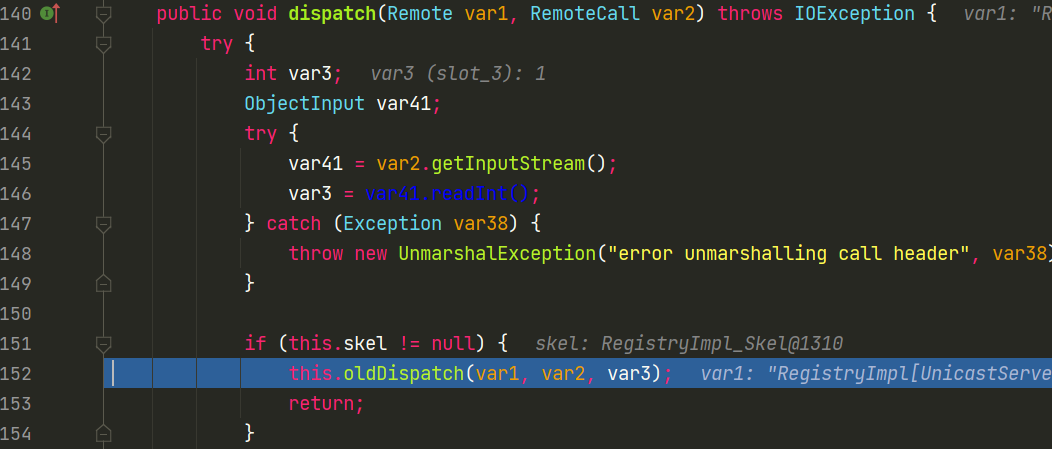 140 public void dispatch(Remote var1, RemoteCall var2) throws IOException { var1: "R
141 try {
142 int var3; var3 (slot_3): 1
143 ObjectInput var41;
144 try {
145 var41 = var2.getInputStream();
146 var3 = var41.readInt();
147 } catch (Exception var38) {
148 throw new UnmarshalException("error unmarshalling call header", var38)
149 }
150
151 if (this.skel != null) { skel: RegistryImpl_Skel@1310
152 this.oldDispatch(var1, var2, var3); var1: "RegistryImpl[UnicastServe
153 return;
154 }